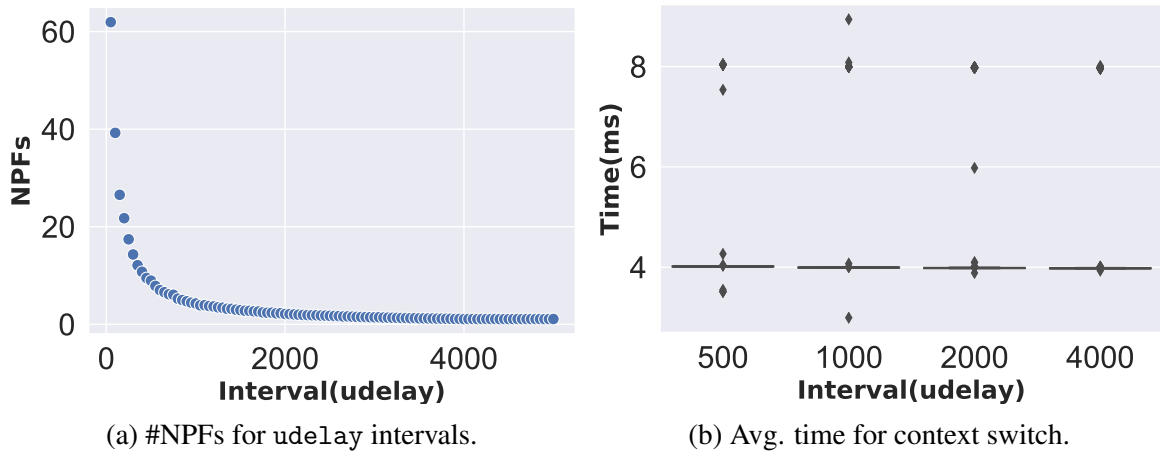 60
40
20
0
NPFs
0 2000 4000
Interval(udelay)
(a) #NPFs for udelay intervals.
8
6
4
Time(ms)
500 1000 2000 4000
Interval(udelay)
(b) Avg. time for context switch.